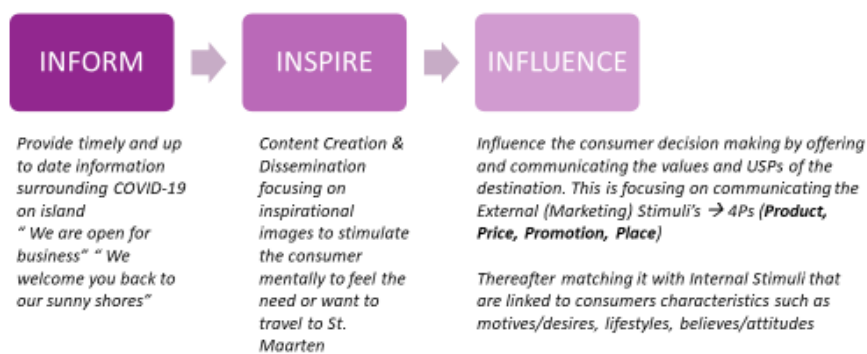 INFORM
INSPIRE
INFLUENCE
Provide timely and up
to date information
surrounding COVID-19
on island
“ We are open for
business” “ We
welcome you back to
our sunny shores”
Content Creation &
Dissemination
focusing on
inspirational
images to stimulate
the consumer
mentally to feel the
need or want to
travel to St.
Maarten
Influence the consumer decision making by offering
and communicating the values and USPs of the
destination. This is focusing on communicating the
External (Marketing) Stimuli’s → 4Ps (Product,
Price, Promotion, Place)
Thereafter matching it with Internal Stimuli that
are linked to consumers characteristics such as
motives/desires, lifestyles, believes/attitudes